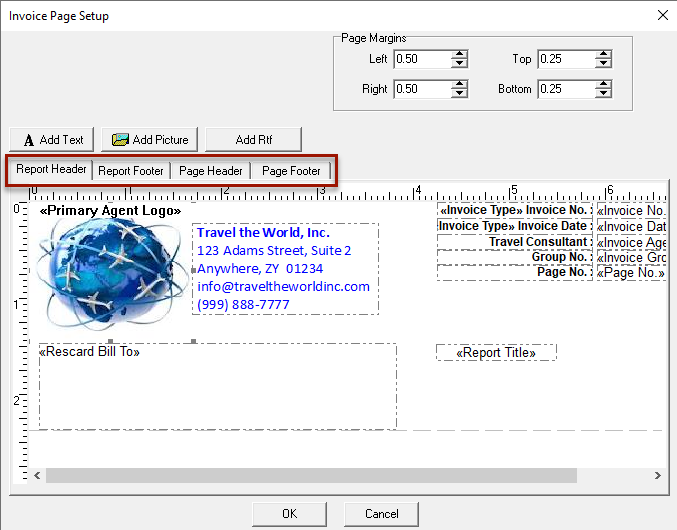 Invoice Page Setup
Page Margins
Left 0.50 Top 0.25
Right 0.50 Bottom 0.25
A Add Text Add Picture Add Rtf
Report Header Report Footer Page Header Page Footer
0 1 2 3 4 5 6
0
1
2
«Primary Agent Logo»
Travel the World, Inc.
123 Adams Street, Suite 2
Anywhere, ZY 01234
info@traveltheworldinc.com
(999) 888-7777
«Invoice Type» Invoice No. : «Invoice No.
Invoice Type» Invoice Date : «Invoice Dat
Travel Consultant : «Invoice Age
Group No. : «Invoice Gro
Page No. : «Page No.»
«Rescard Bill To»
«Report Title»
OK Cancel